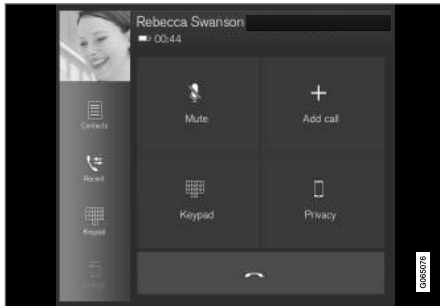 Rebecca Swanson
00:44
Mute
Add call
Contacts
Recent
Keypad
Privacy
Keypad
G065076